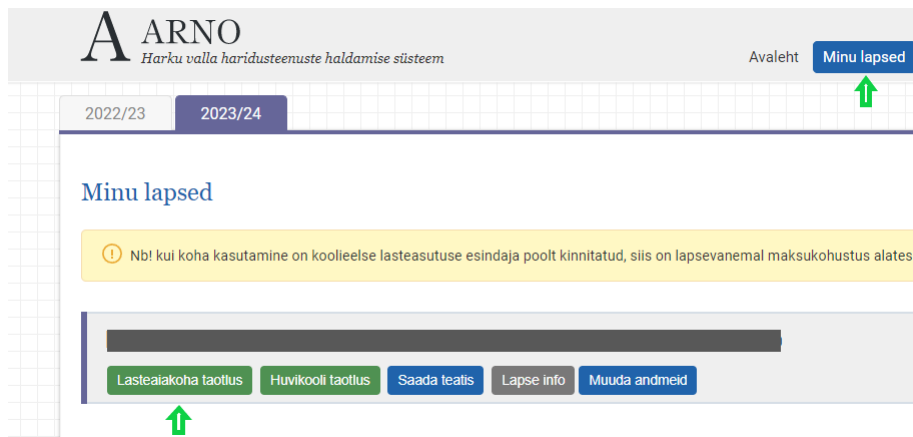 A ARNO
Harku valla haridusteenuste haldamise süsteem
Avaleht Minu lapsed
2022/23 2023/24
Minu lapsed
Nb! kui koha kasutamine on koolieelse lasteasutuse esindaja poolt kinnitatud, siis on lapsevanemal maksukohustus alates
Lasteaiakoha taotlus Huvikooli taotlus Saada teatis Lapse info Muuda andmeid